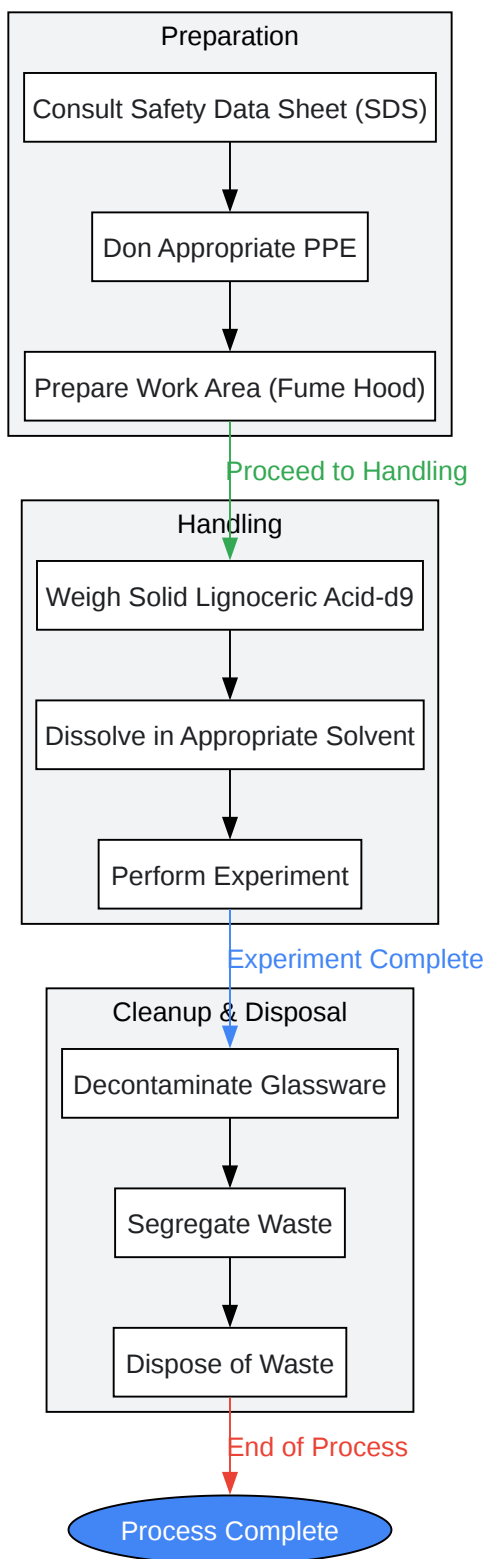 Preparation
Consult Safety Data Sheet (SDS)
Don Appropriate PPE
Prepare Work Area (Fume Hood)
Proceed to Handling
Handling
Weigh Solid Lignoceric Acid-d9
Dissolve in Appropriate Solvent
Perform Experiment
Experiment Complete
Cleanup & Disposal
Decontaminate Glassware
Segregate Waste
Dispose of Waste
End of Process
Process Complete